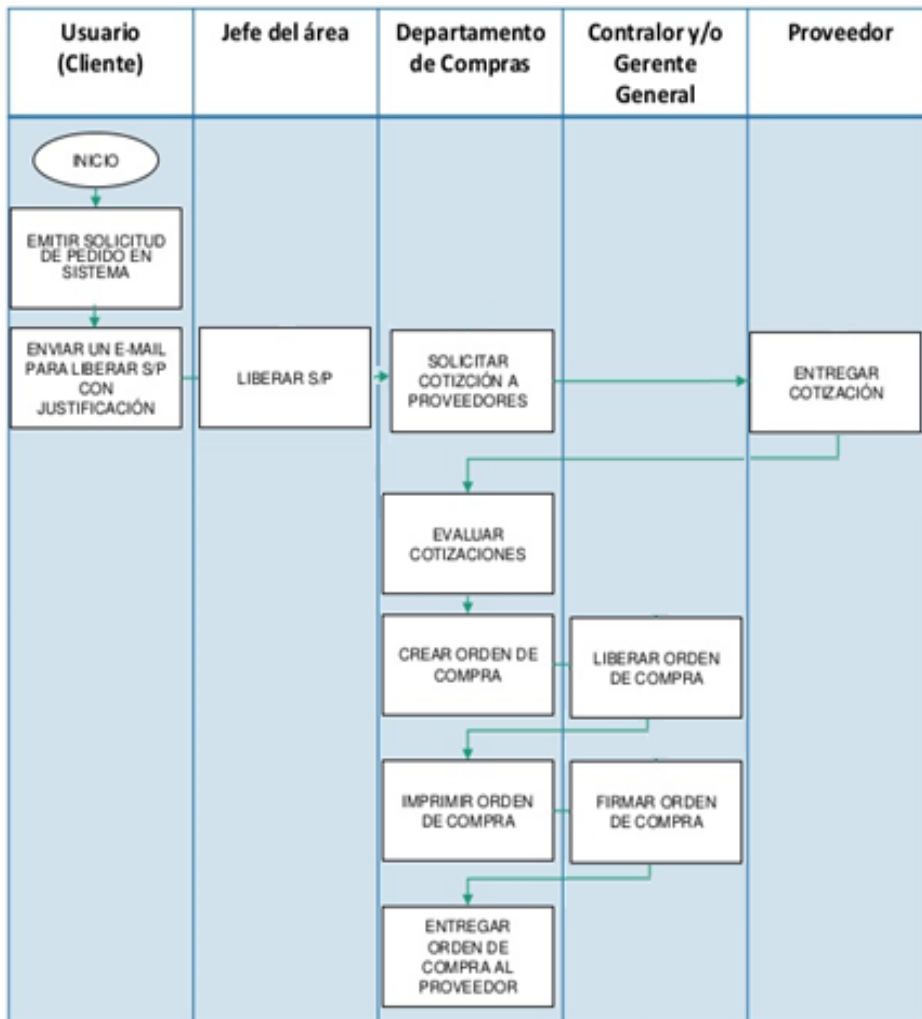 Usuario
(Cliente)
Jefe del área
Departamento
de Compras
Contralor y/o
Gerente
General
Proveedor
INICIO
EMITIR SOLICITUD
DE PEDIDO EN
SISTEMA
ENVIAR UN E-MAIL
PARA LIBERAR S/P
CON
JUSTIFICACIÓN
LIBERAR S/P
SOLICITAR
COTIZCIÓN A
PROVEEDORES
ENTREGAR
COTIZACIÓN
EVALUAR
COTIZACIONES
CREAR ORDEN DE
COMPRA
LIBERAR ORDEN
DE COMPRA
IMPRIMIR ORDEN
DE COMPRA
FIRMAR ORDEN
DE COMPRA
ENTREGAR
ORDEN DE
COMPRA AL
PROVEEDOR